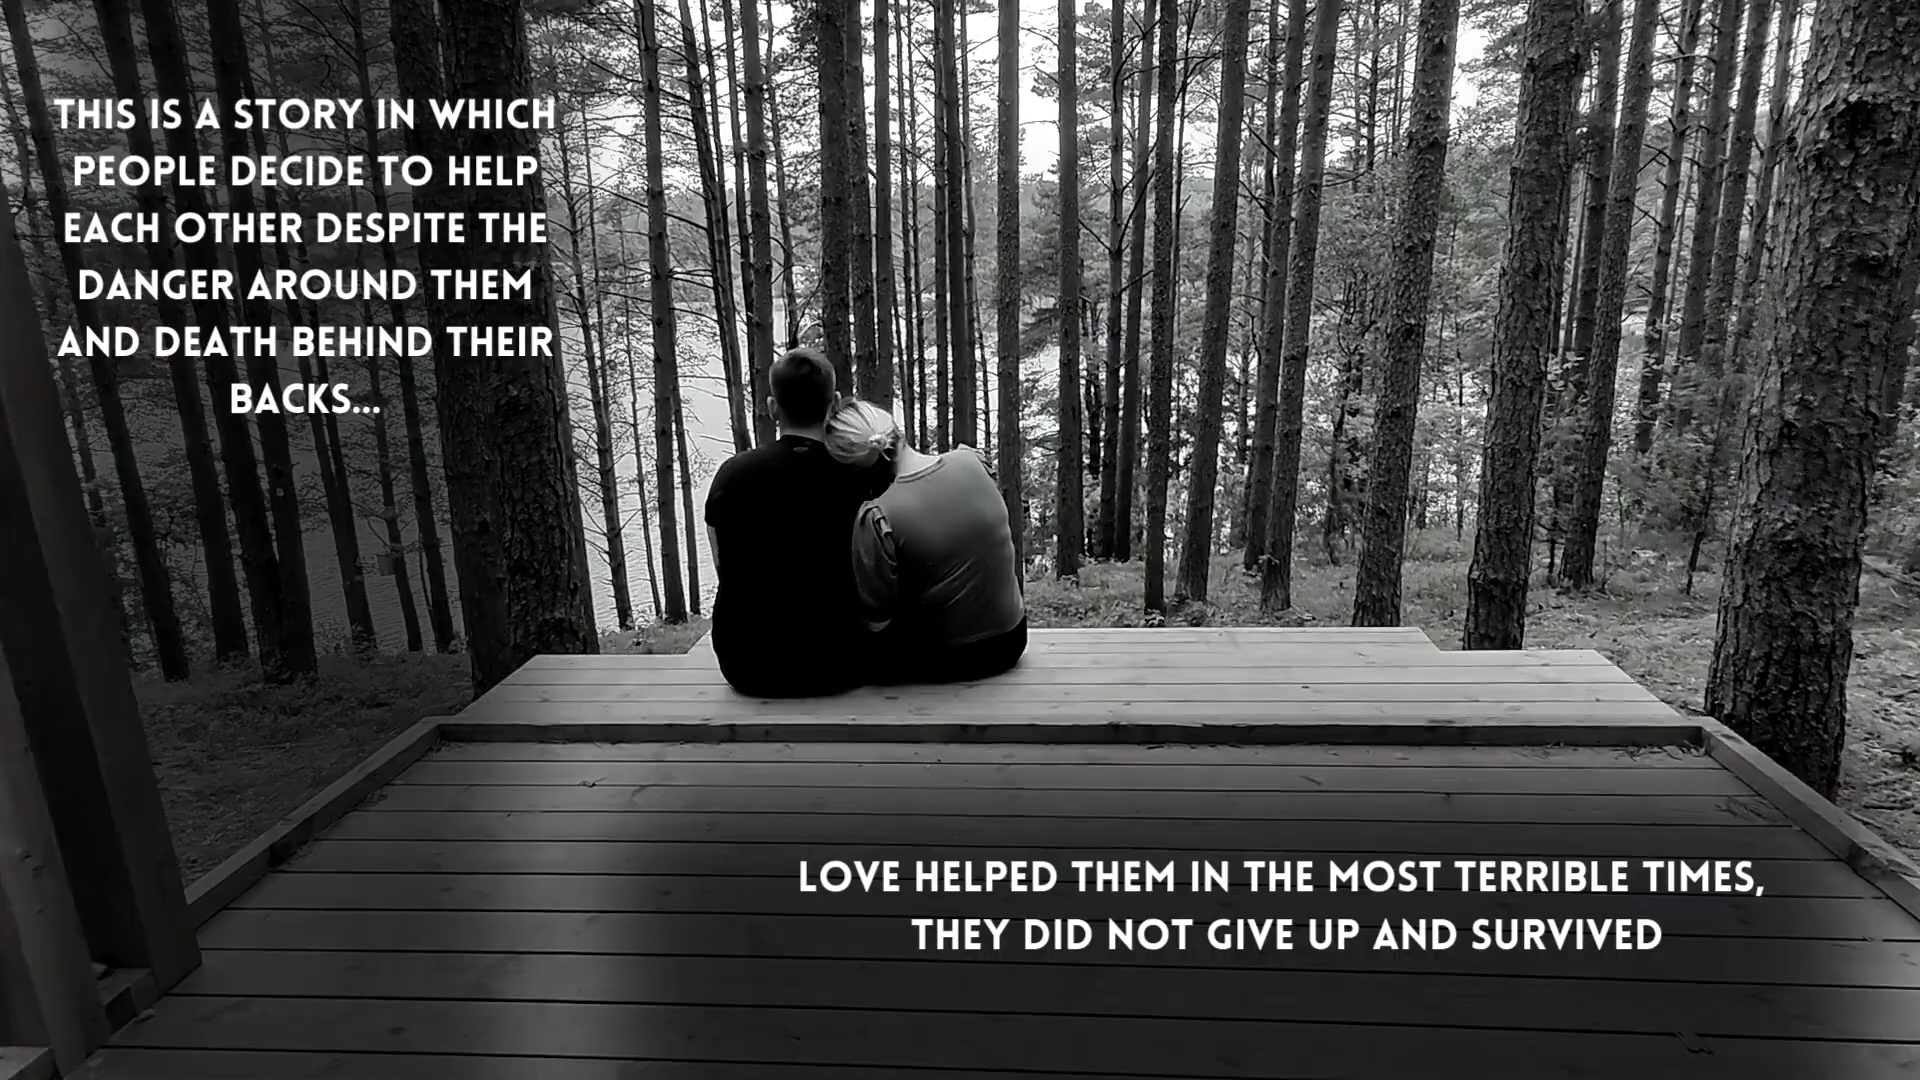 THIS IS A STORY IN WHICH
PEOPLE DECIDE TO HELP
EACH OTHER DESPITE THE
DANGER AROUND THEM
AND DEATH BEHIND THEIR
BACKS...
LOVE HELPED THEM IN THE MOST TERRIBLE TIMES,
THEY DID NOT GIVE UP AND SURVIVED